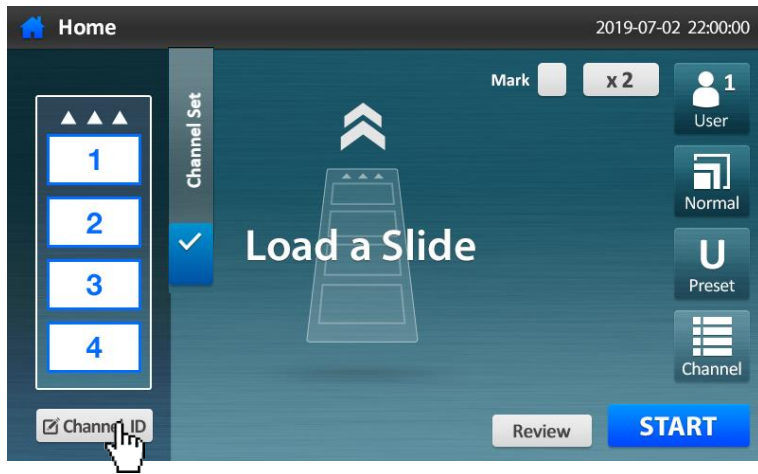 Home
2019-07-02 22:00:00
Mark
x 2
1
User
Channel Set
1
2
3
4
Load a Slide
Normal
U
Preset
Channel
Channel ID
Review
START